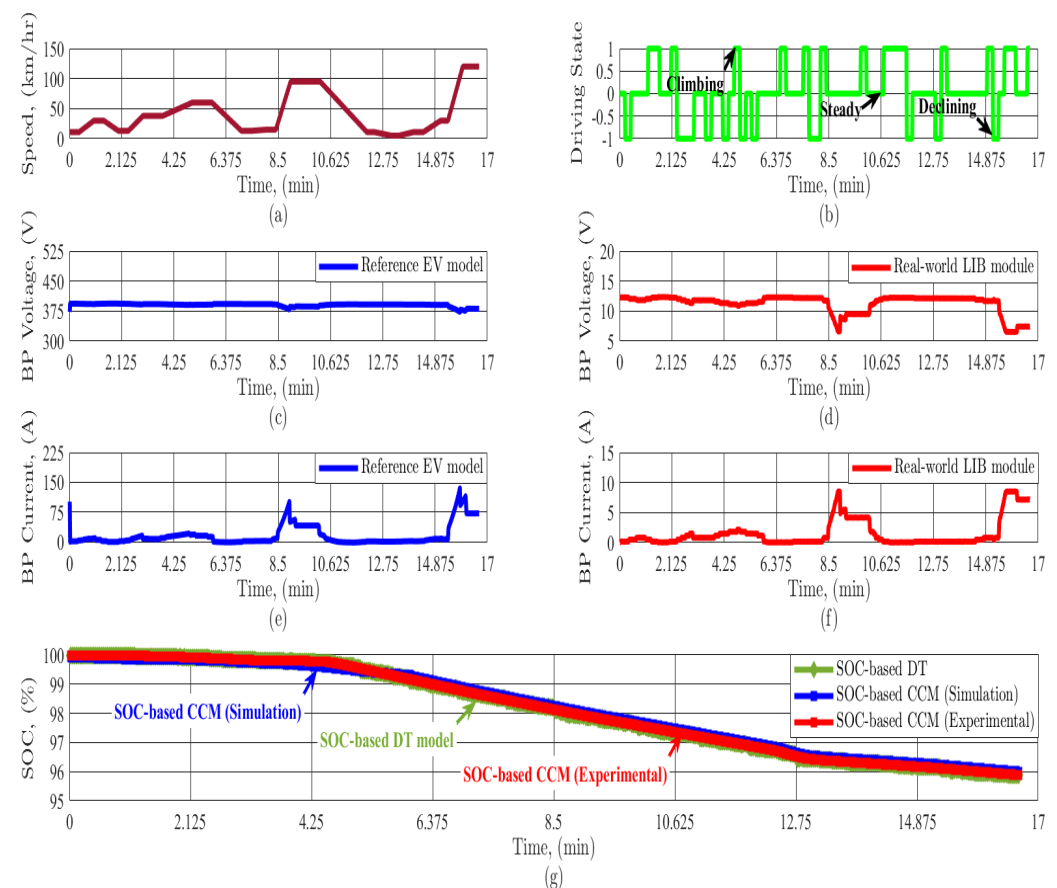 Speed, (km/hr)
150
100
50
0
0 2.125 4.25 6.375 8.5 10.625 12.75 14.875 17
Time, (min)
(a)
Driving State
1
0.5
0
-0.5
-1
Climbing
Steady
Declining
0 2.125 4.25 6.375 8.5 10.625 12.75 14.875 17
Time, (min)
(b)
BP Voltage, (V)
525
450
375
300
Reference EV model
0 2.125 4.25 6.375 8.5 10.625 12.75 14.875 17
Time, (min)
(c)
BP Voltage, (V)
20
15
10
5
Real-world LIB module
0 2.125 4.25 6.375 8.5 10.625 12.75 14.875 17
Time, (min)
(d)
BP Current, (A)
225
150
75
0
Reference EV model
0 2.125 4.25 6.375 8.5 10.625 12.75 14.875 17
Time, (min)
(e)
BP Current, (A)
15
10
5
0
Real-world LIB module
0 2.125 4.25 6.375 8.5 10.625 12.75 14.875 17
Time, (min)
(f)
SOC, (%)
100
99
98
97
96
95
SOC-based DT
SOC-based CCM (Simulation)
SOC-based CCM (Experimental)
SOC-based CCM (Simulation)
SOC-based DT model
SOC-based CCM (Experimental)
0 2.125 4.25 6.375 8.5 10.625 12.75 14.875 17
Time, (min)
(g)